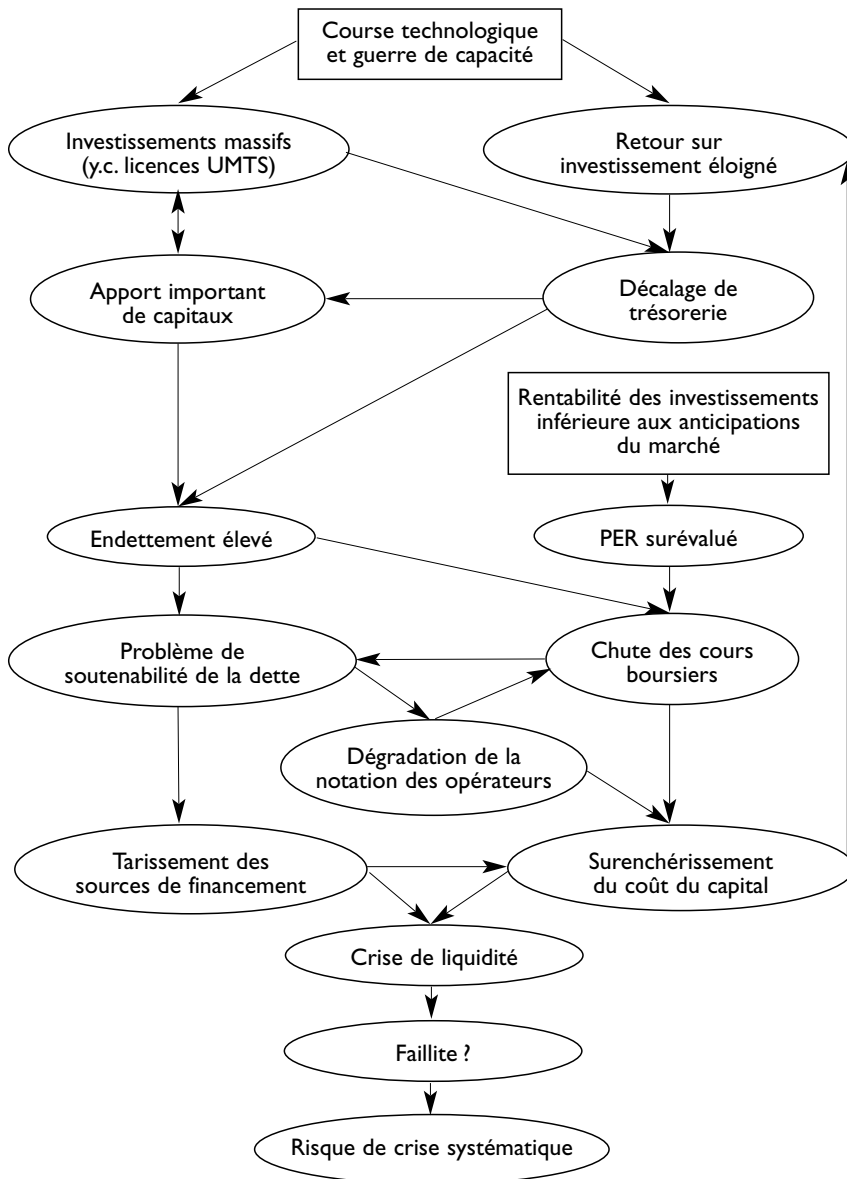 Course technologique
et guerre de capacité
Investissements massifs
(y.c. licences UMTS)
Retour sur
investissement éloigné
Apport important
de capitaux
Décalage de
trésorerie
Rentabilité des investissements
inférieure aux anticipations
du marché
Endettement élevé
PER surévalué
Problème de
soutenabilité de la dette
Chute des cours
boursiers
Dégradation de la
notation des opérateurs
Tarissement des
sources de financement
Surenchérissement
du coût du capital
Crise de liquidité
Faillite ?
Risque de crise systématique